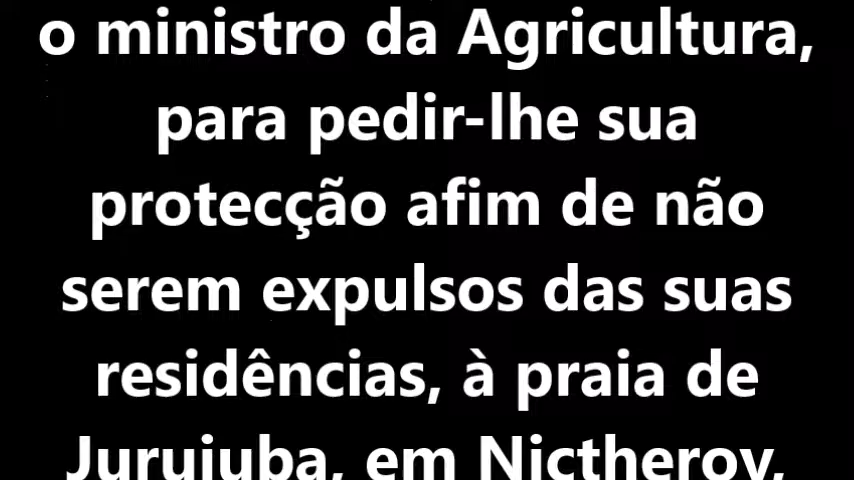 o ministro da Agricultura,
para pedir-lhe sua
protecção afim de não
serem expulsos das suas
residências, à praia de
Jurujuba, em Nictheroy,